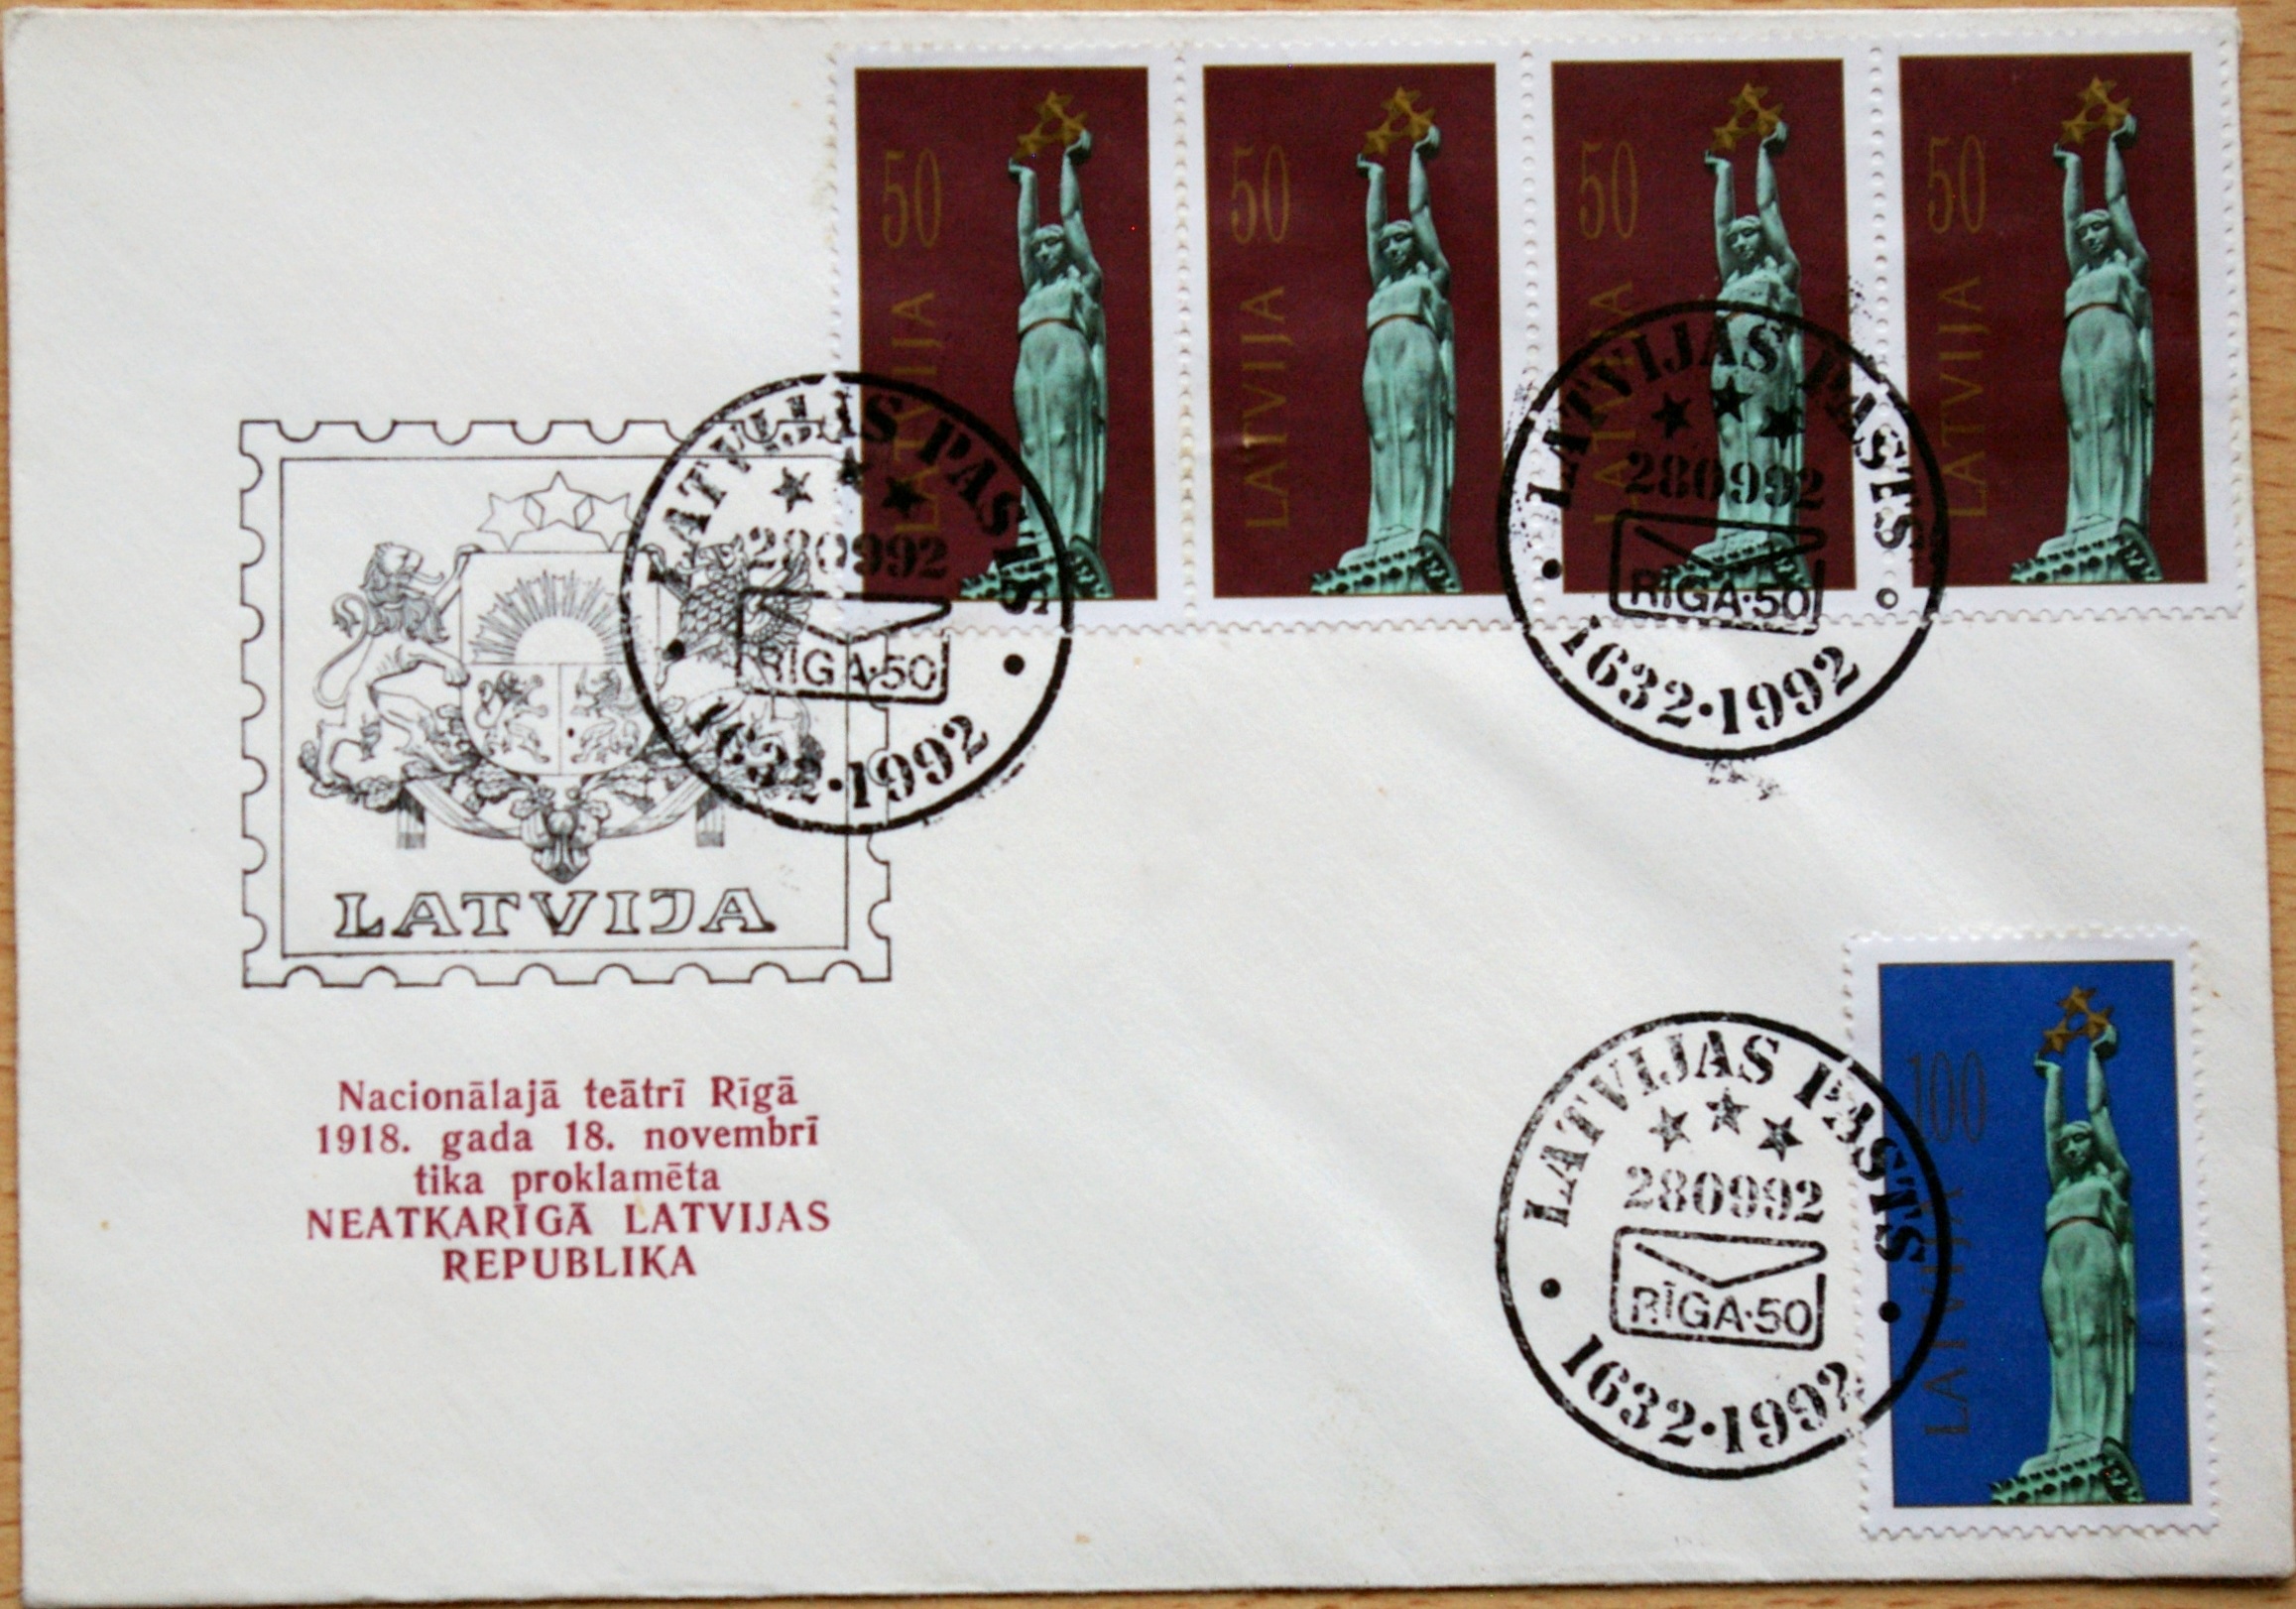 50
LATVIJA
50
LATVIJA
50
LATVIJA
50
LATVIJA
LATVIJAS PASTS
280992
RĪGA·50
1632·1992
LATVIJAS PASTS
280992
RĪGA·50
1632·1992
LATVIJA
Nacionālajā teātrī Rīgā
1918. gada 18. novembrī
tika proklamēta
NEATKARĪGĀ LATVIJAS
REPUBLIKA
LATVIJAS PASTS
280992
RĪGA·50
1632·1992
100
LATVIJA